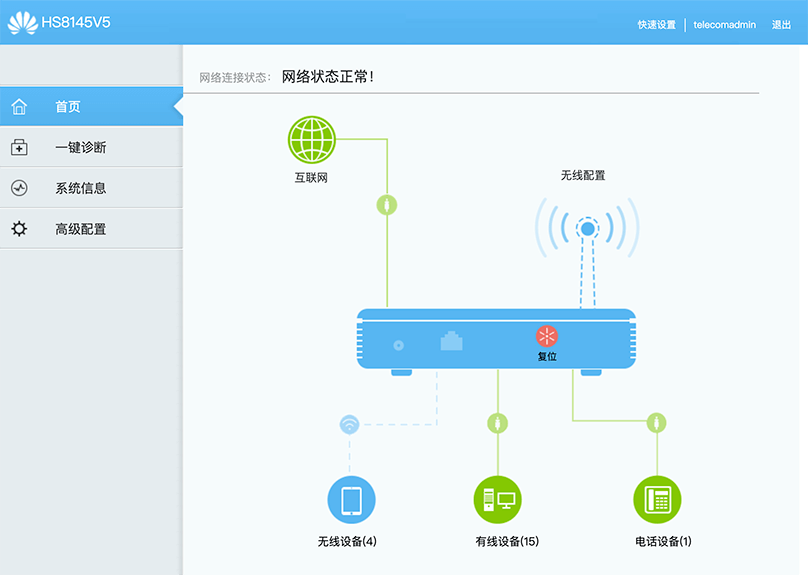 HS8145V5
快速设置 | telecomadmin 退出
网络连接状态: 网络状态正常!
首页
一键诊断
系统信息
高级配置
互联网
无线配置
复位
无线设备(4) 有线设备(15) 电话设备(1)